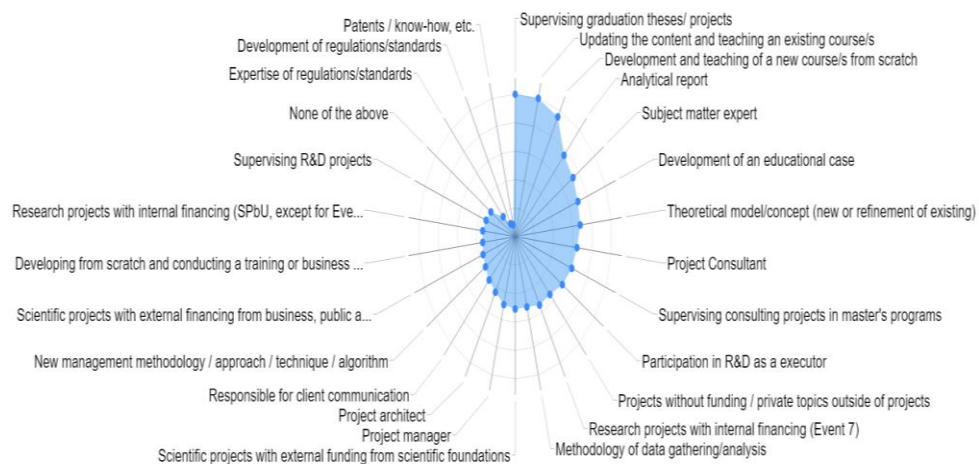 Supervising graduation theses/ projects
Updating the content and teaching an existing course/s
Development and teaching of a new course/s from scratch
Analytical report
Subject matter expert
Development of an educational case
Theoretical model/concept (new or refinement of existing)
Project Consultant
Supervising consulting projects in master's programs
Participation in R&D as a executor
Projects without funding / private topics outside of projects
Research projects with internal financing (Event 7)
Methodology of data gathering/analysis
Scientific projects with external funding from scientific foundations
Project manager
Project architect
Responsible for client communication
New management methodology / approach / technique / algorithm
Scientific projects with external financing from business, public a...
Developing from scratch and conducting a training or business ...
Research projects with internal financing (SPbU, except for Eve...
Supervising R&D projects
None of the above
Expertise of regulations/standards
Development of regulations/standards
Patents / know-how, etc.